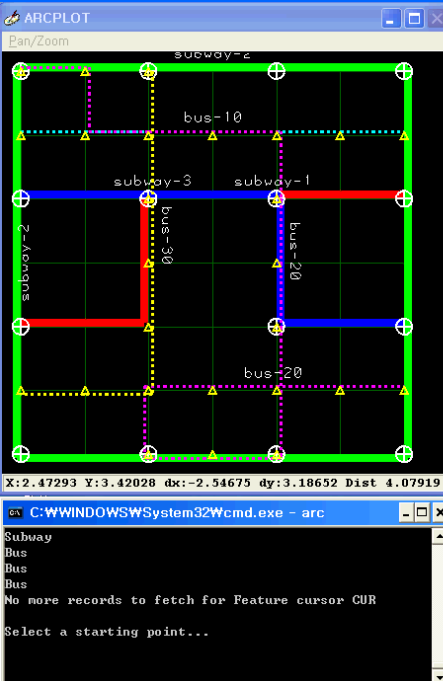 ARCPLOT
Pan/Zoom
subway-2
bus-10
subway-3
subway-1
subway-2
bus-30
bus-20
bus-20
X:2.47293 Y:3.42028 dx:-2.54675 dy:3.18652 Dist 4.07919
C:₩WINDOWS₩System32₩cmd.exe - arc
Subway
Bus
Bus
Bus
No more records to fetch for Feature cursor CUR
Select a starting point...